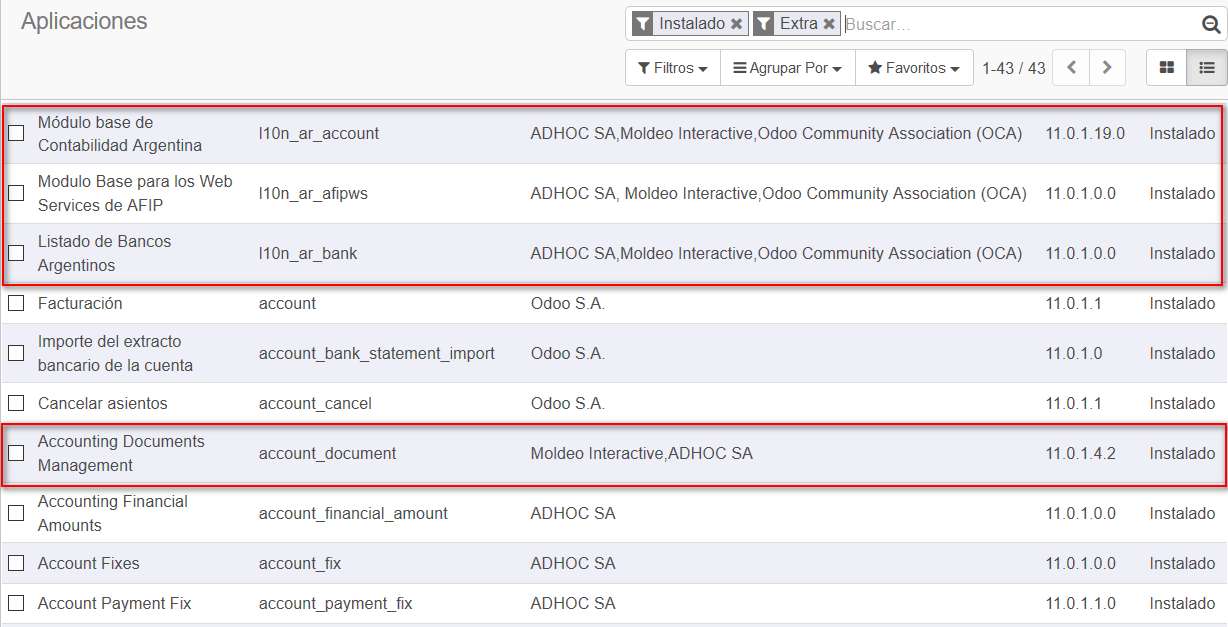 Aplicaciones
Instalado Extra Buscar...
Filtros Agrupar Por Favoritos 1-43 / 43
Módulo base de
Contabilidad Argentina l10n_ar_account ADHOC SA,Moldeo Interactive,Odoo Community Association (OCA) 11.0.1.19.0 Instalado
Modulo Base para los Web
Services de AFIP l10n_ar_afipws ADHOC SA, Moldeo Interactive,Odoo Community Association (OCA) 11.0.1.0.0 Instalado
Listado de Bancos
Argentinos l10n_ar_bank ADHOC SA,Moldeo Interactive,Odoo Community Association (OCA) 11.0.1.0.0 Instalado
Facturación account Odoo S.A. 11.0.1.1 Instalado
Importe del extracto
bancario de la cuenta account_bank_statement_import Odoo S.A. 11.0.1.0 Instalado
Cancelar asientos account_cancel Odoo S.A. 11.0.1.1 Instalado
Accounting Documents
Management account_document Moldeo Interactive,ADHOC SA 11.0.1.4.2 Instalado
Accounting Financial
Amounts account_financial_amount ADHOC SA 11.0.1.0.0 Instalado
Account Fixes account_fix ADHOC SA 11.0.1.0.0 Instalado
Account Payment Fix account_payment_fix ADHOC SA 11.0.1.1.0 Instalado